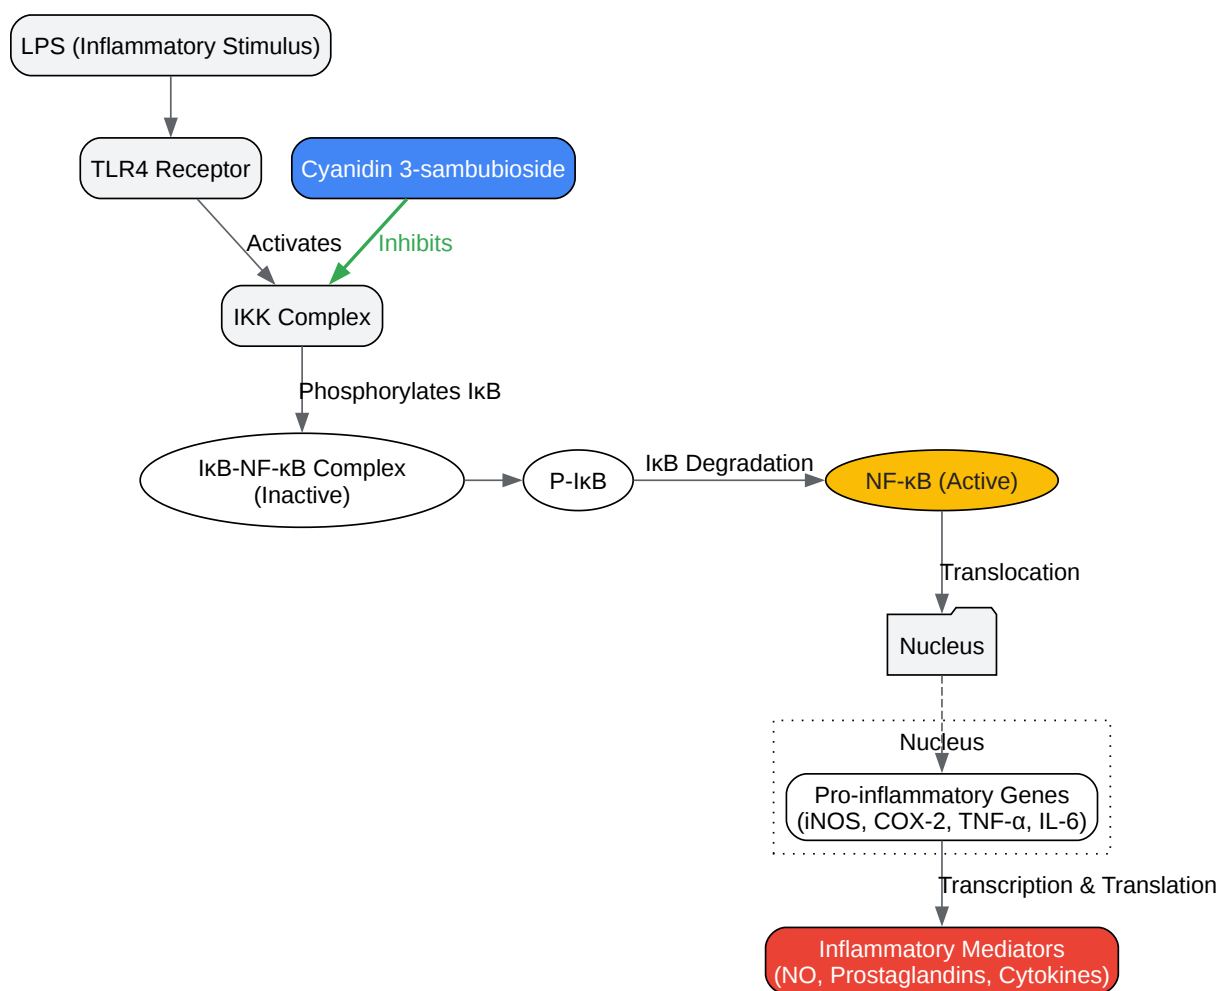 LPS (Inflammatory Stimulus)
TLR4 Receptor
Cyanidin 3-sambubioside
Activates
Inhibits
IKK Complex
Phosphorylates IκB
IκB-NF-κB Complex
(Inactive)
P-IκB
IκB Degradation
NF-κB (Active)
Translocation
Nucleus
Nucleus
Pro-inflammatory Genes
(iNOS, COX-2, TNF-α, IL-6)
Transcription & Translation
Inflammatory Mediators
(NO, Prostaglandins, Cytokines)